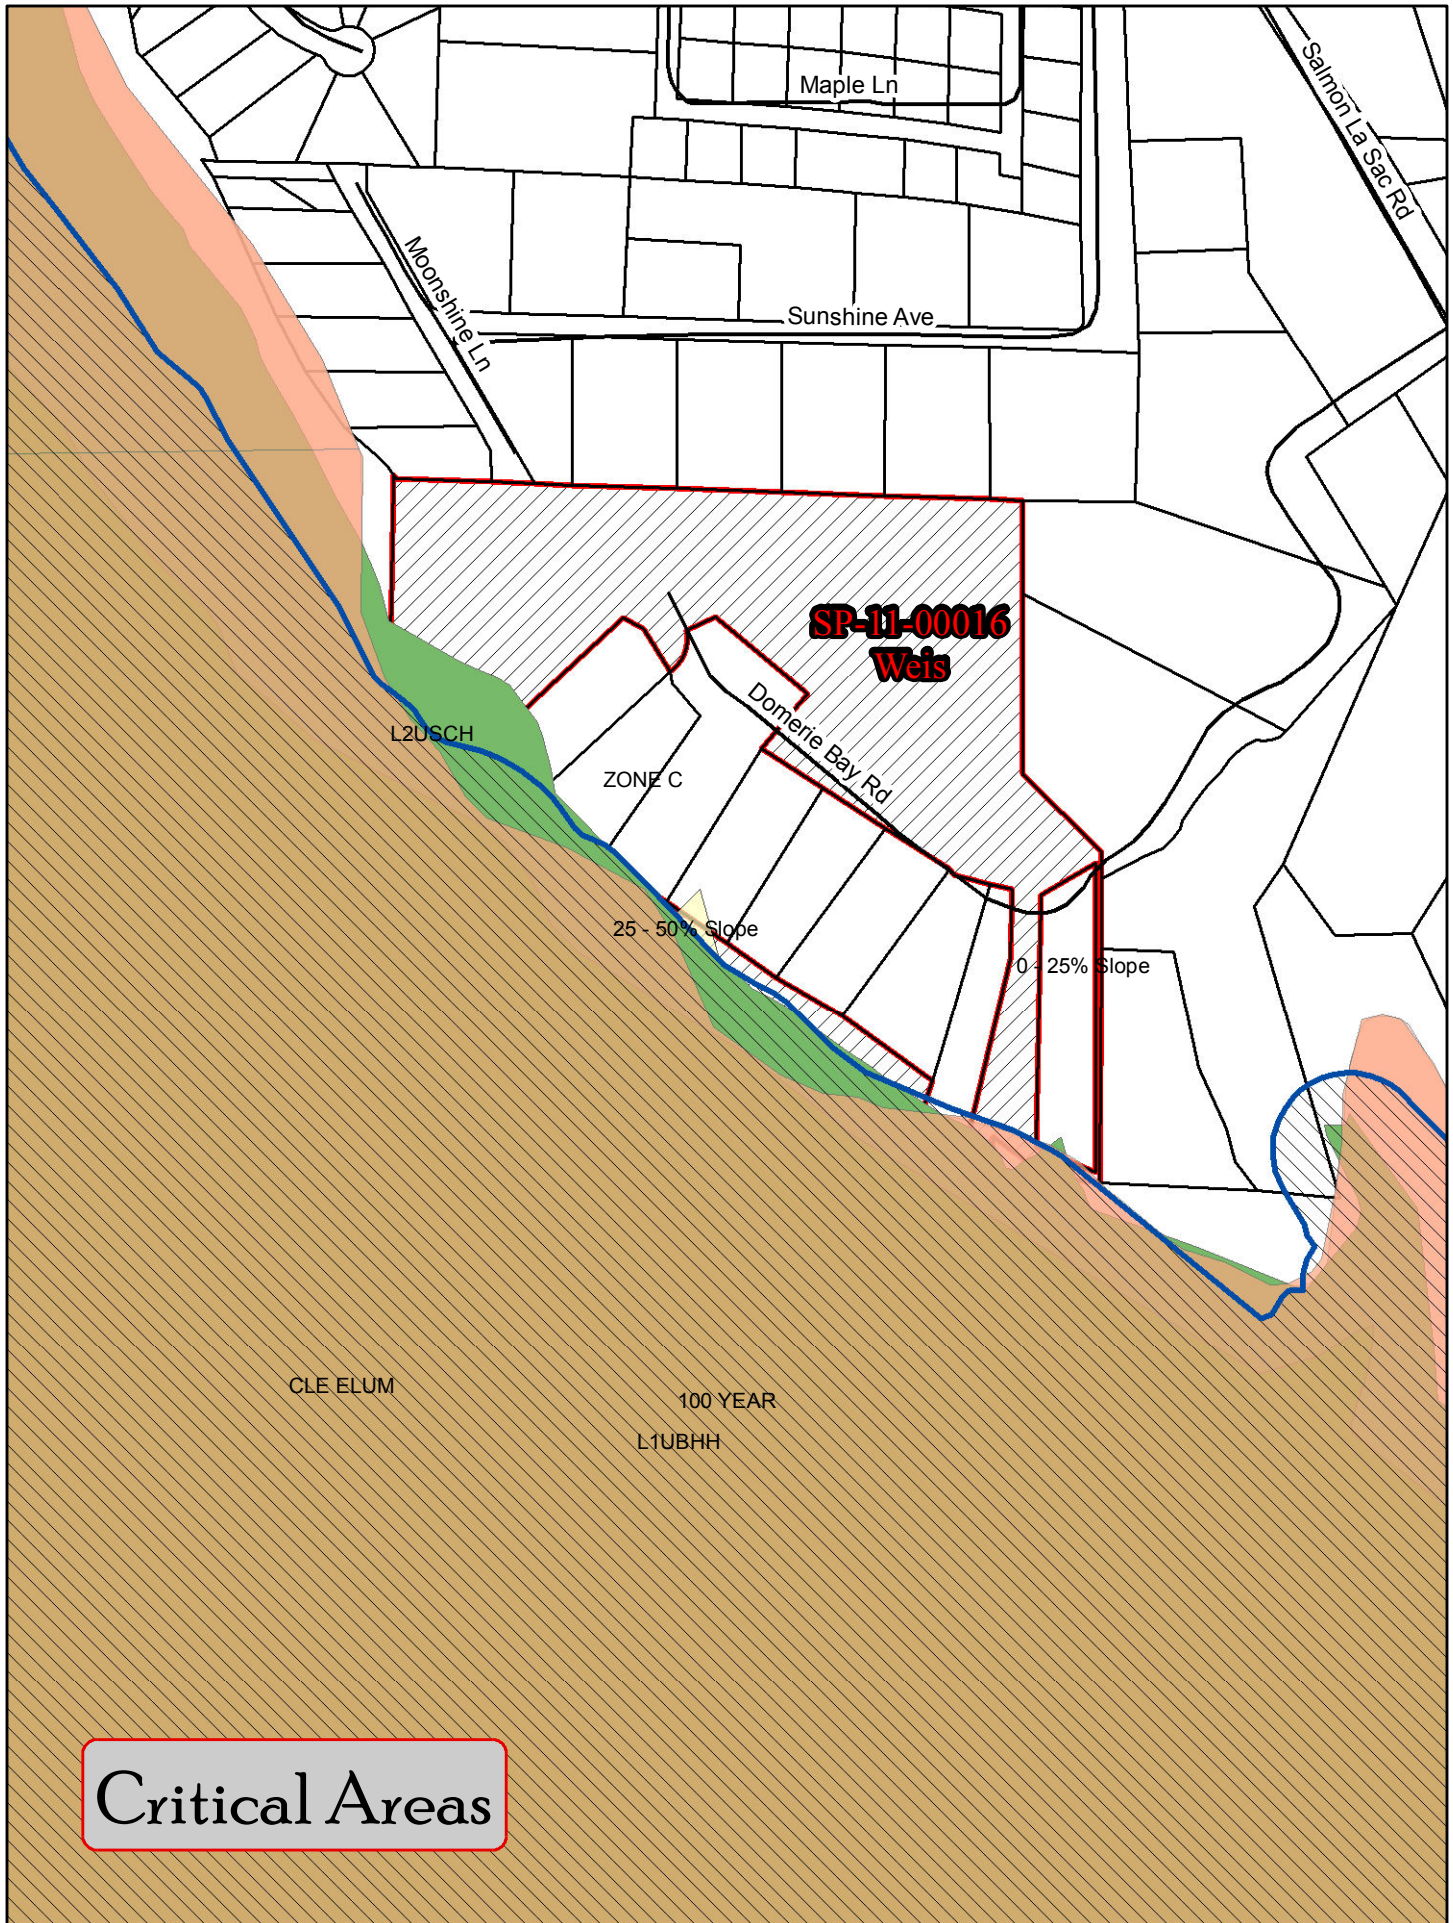 Maple Ln
Salmon La Sac Rd
Moonshine Ln
Sunshine Ave
SP-11-00016
Weis
Domerie Bay Rd
L2USCH
ZONE C
25 - 50% Slope
0 - 25% Slope
CLE ELUM
100 YEAR
L1UBHH
Critical Areas